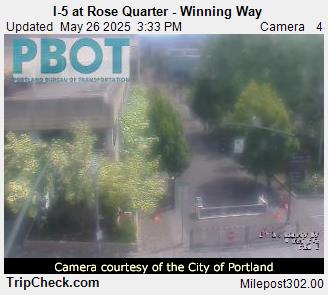 I-5 at Rose Quarter - Winning Way
Updated May 26 2025 3:33 PM Camera 4
PBOT
PORTLAND BUREAU OF TRANSPORTATION
Camera courtesy of the City of Portland
TripCheck.com Milepost302.00